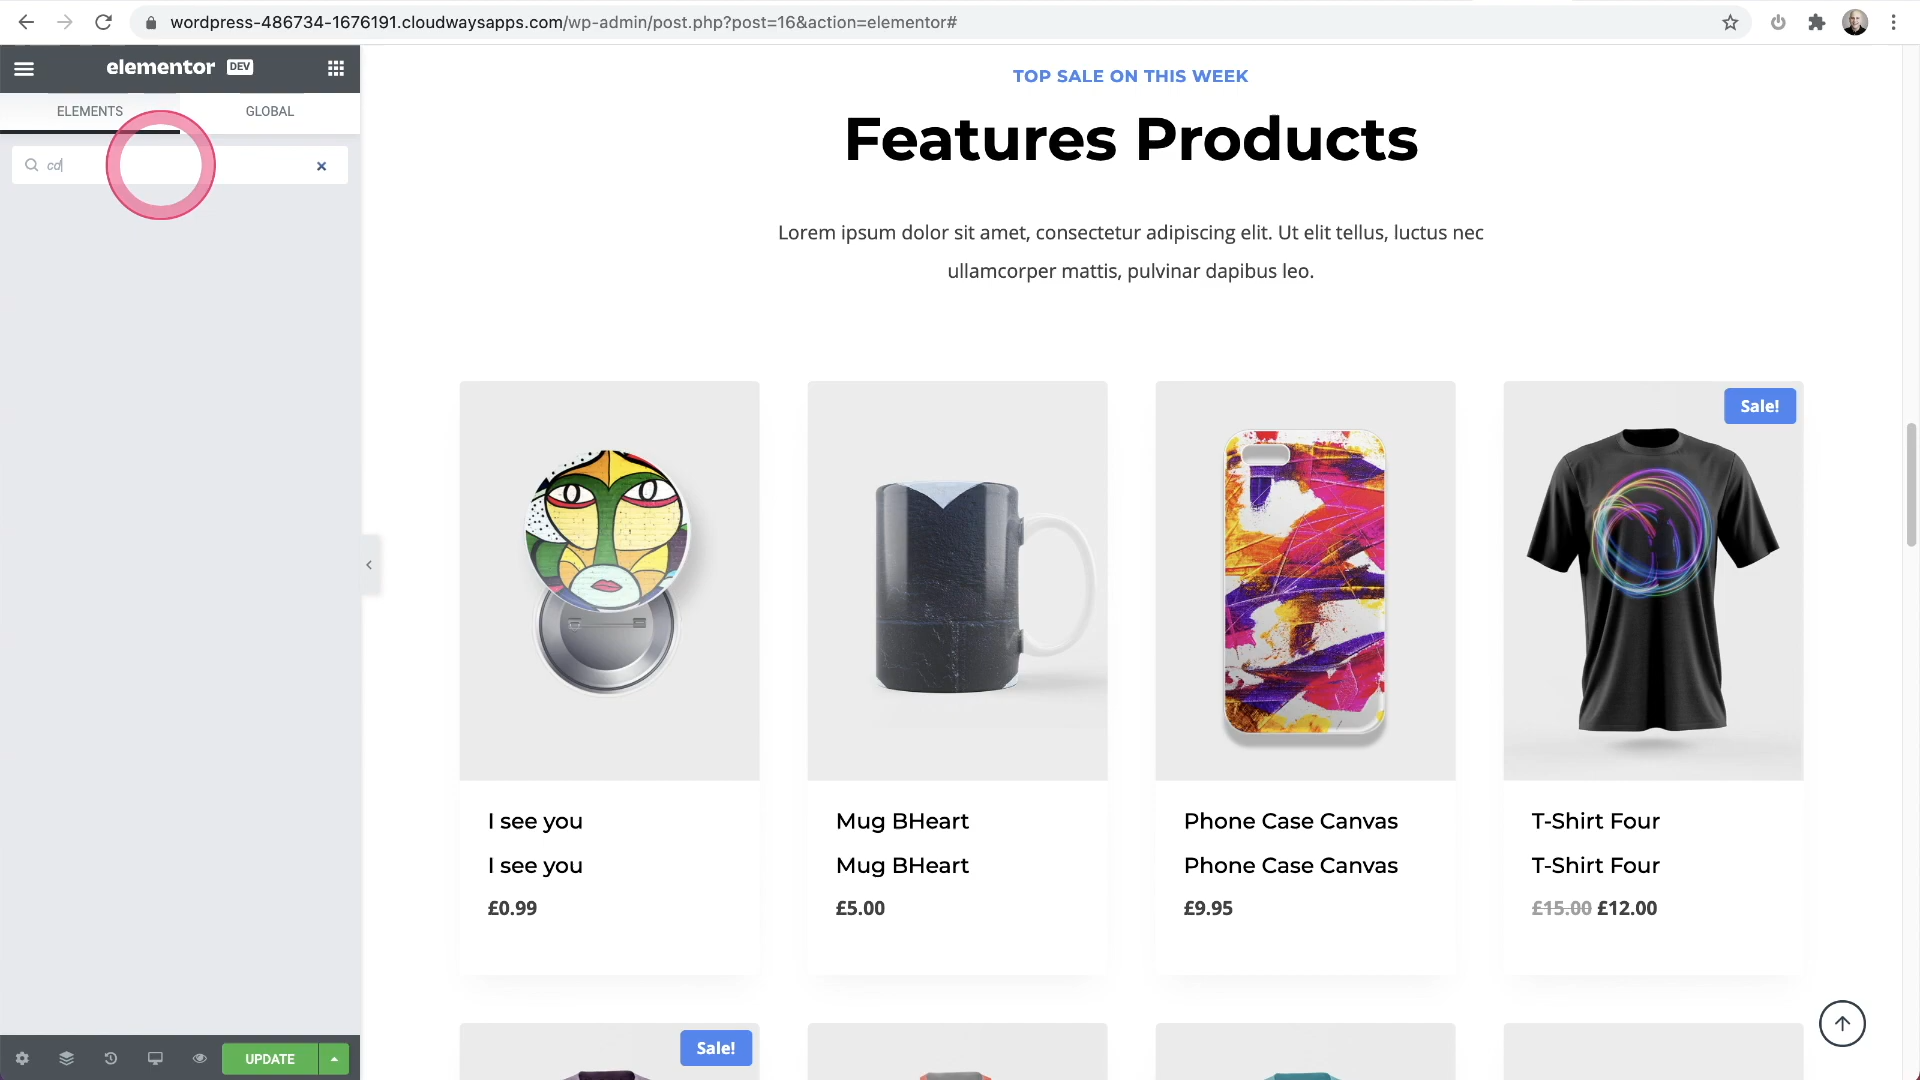 wordpress-486734-1676191.cloudwaysapps.com/wp-admin/post.php?post=16&action=elementor#
elementor DEV
ELEMENTS
GLOBAL
cd
TOP SALE ON THIS WEEK
Features Products
Lorem ipsum dolor sit amet, consectetur adipiscing elit. Ut elit tellus, luctus nec
ullamcorper mattis, pulvinar dapibus leo.
Sale!
I see you
I see you
£0.99
Mug BHeart
Mug BHeart
£5.00
Phone Case Canvas
Phone Case Canvas
£9.95
T-Shirt Four
T-Shirt Four
£15.00 £12.00
Sale!
UPDATE